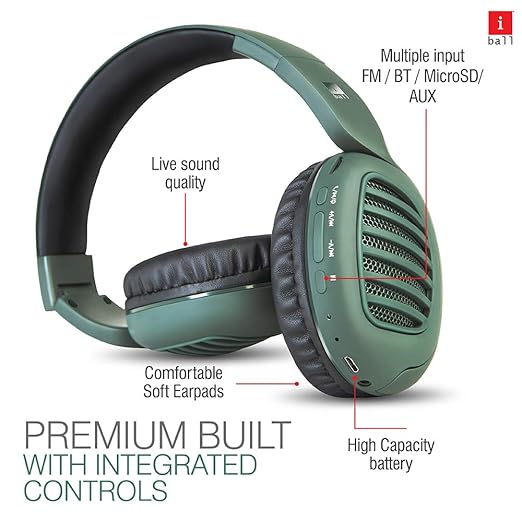 i
ball
Multiple input
FM / BT / MicroSD/
AUX
Live sound
quality
ball
Comfortable
Soft Earpads
High Capacity
battery
PREMIUM BUILT
WITH INTEGRATED
CONTROLS